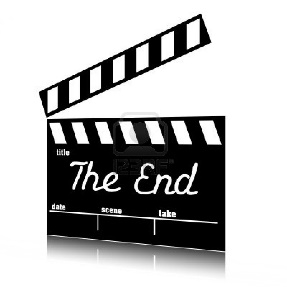 title
The End
date scene take